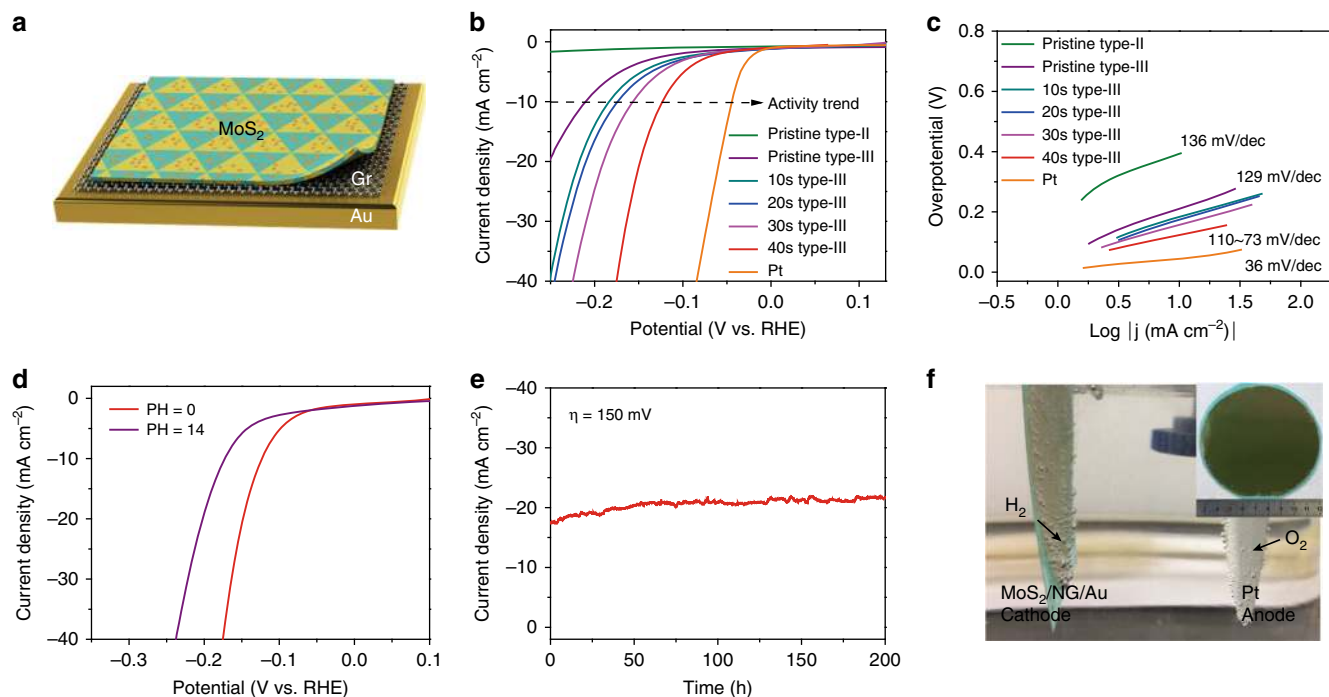 a
MoS₂
Gr
Au
b
Current density (mA cm⁻²)
0
−10
−20
−30
−40
Activity trend
Pristine type-II
Pristine type-III
10s type-III
20s type-III
30s type-III
40s type-III
Pt
−0.2
−0.1
0.0
0.1
Potential (V vs. RHE)
c
Overpotential (V)
0.8
0.6
0.4
0.2
0.0
Pristine type-II
Pristine type-III
10s type-III
20s type-III
30s type-III
40s type-III
Pt
136 mV/dec
129 mV/dec
110~73 mV/dec
36 mV/dec
−0.5
0.0
0.5
1.0
1.5
2.0
Log |j (mA cm⁻²)|
d
Current density (mA cm⁻²)
0
−10
−20
−30
−40
PH = 0
PH = 14
−0.3
−0.2
−0.1
0.0
0.1
Potential (V vs. RHE)
e
Current density (mA cm⁻²)
−40
−30
−20
−10
0
η = 150 mV
0
50
100
150
200
Time (h)
f
H₂
O₂
MoS₂/NG/Au
Cathode
Pt
Anode